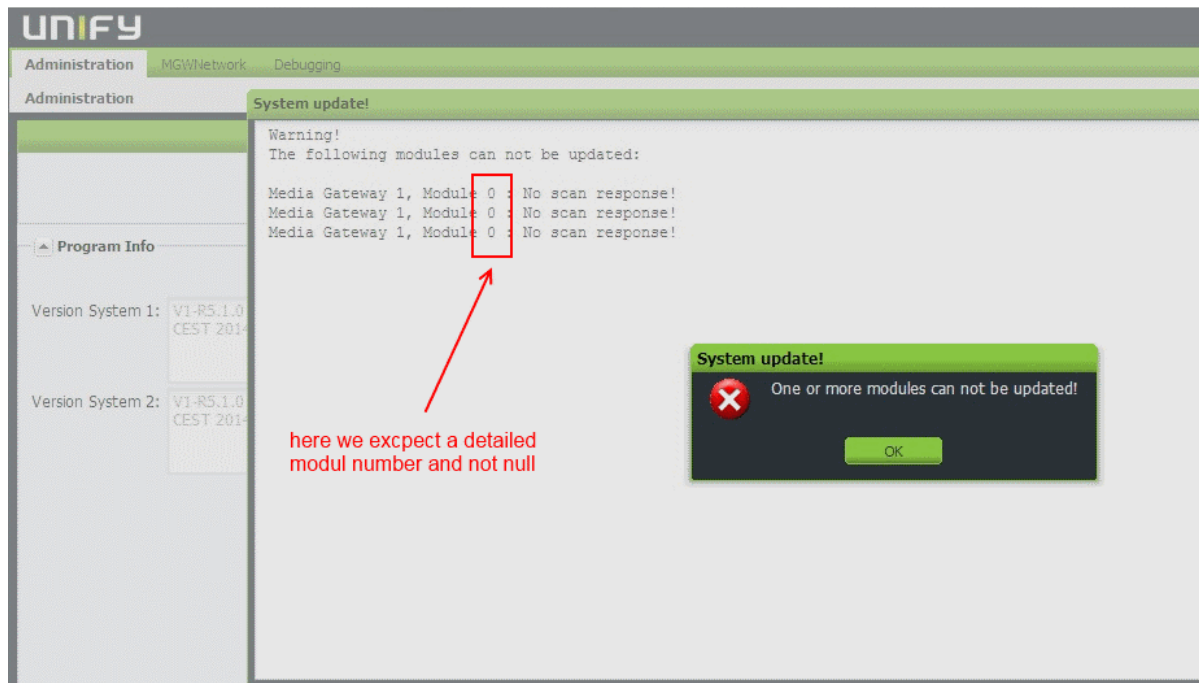 UNIFY
Administration MGWNetwork Debugging
Administration
System update!
Warning!
The following modules can not be updated:
Media Gateway 1, Module 0 : No scan response!
Media Gateway 1, Module 0 : No scan response!
Media Gateway 1, Module 0 : No scan response!
Program Info
Version System 1: V1-R5.1.0
CEST 2014
Version System 2: V1-R5.1.0
CEST 2014
here we excpect a detailed
modul number and not null
System update!
One or more modules can not be updated!
OK